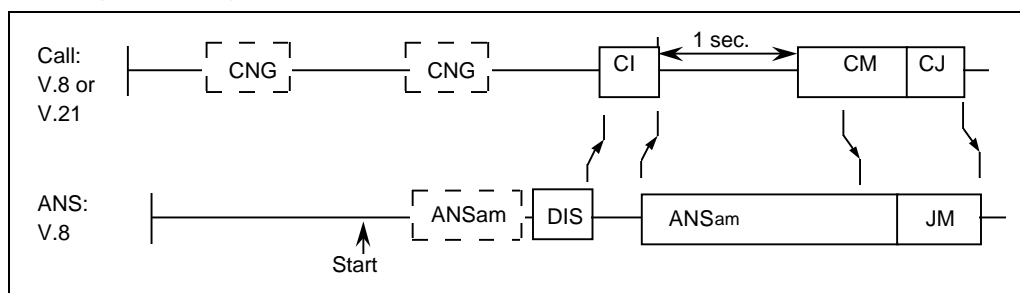 1 sec.
Call:
V.8 or
V.21
CNG
CNG
CI
CM
CJ
ANS:
V.8
ANSam
DIS
ANSam
JM
Start